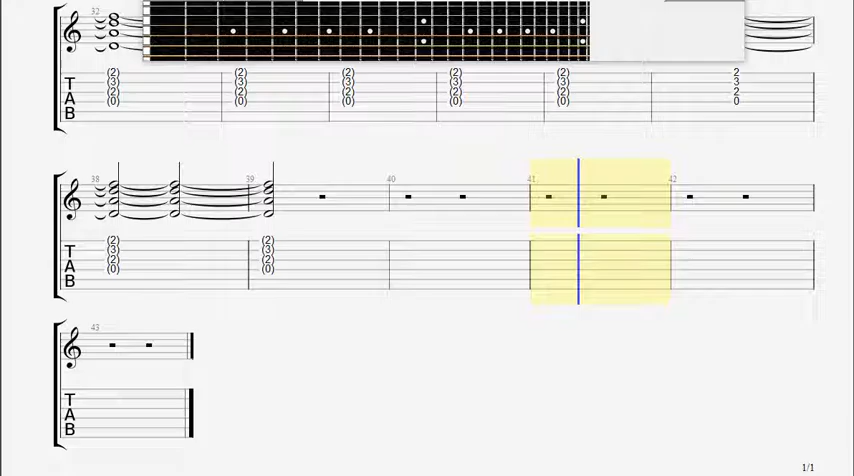 32
(2) (2) (2) (2) (2) 2
T (3) (3) (3) (3) (3) 3
A (2) (2) (2) (2) (2) 2
B (0) (0) (0) (0) (0) 0
38 39 40 41 42
(2) (2)
T (3) (3)
A (2) (2)
B (0) (0)
43
T
A
B
1/1